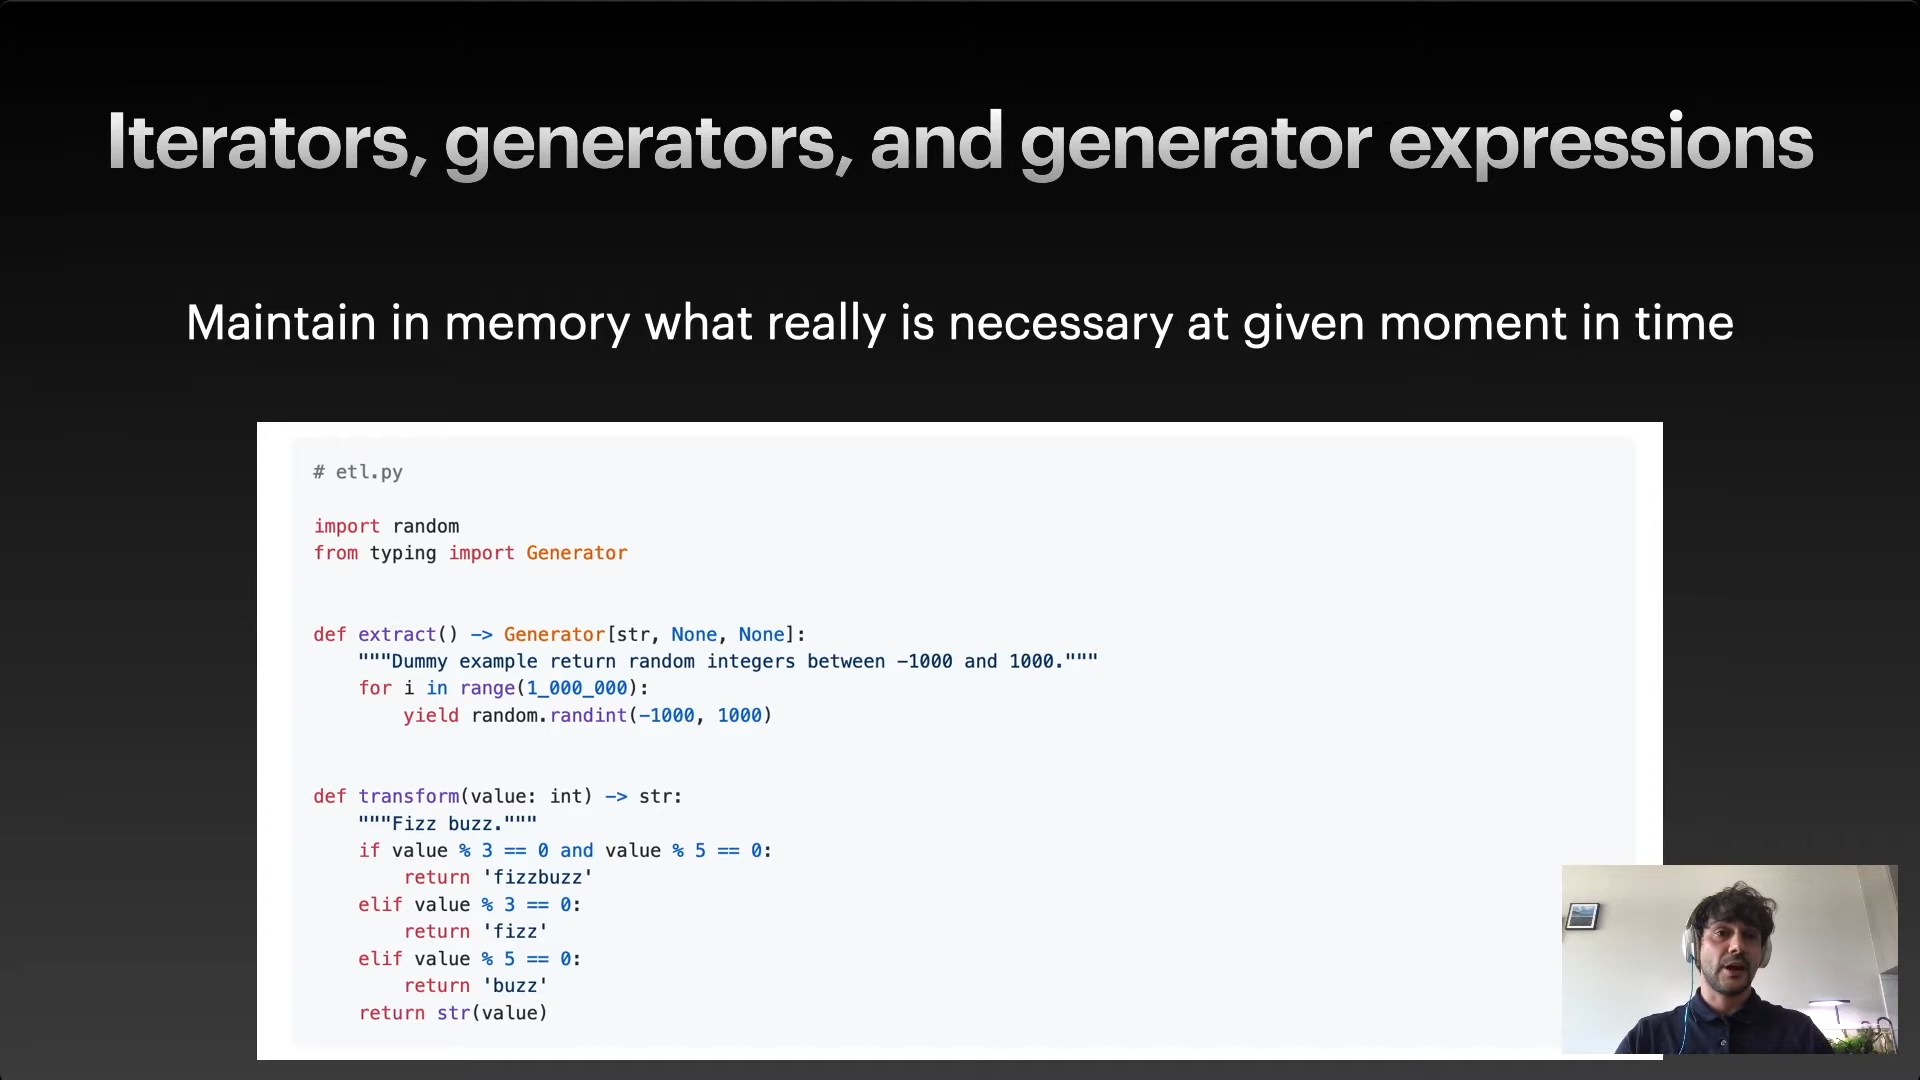 Iterators, generators, and generator expressions
Maintain in memory what really is necessary at given moment in time
# etl.py
import random
from typing import Generator
def extract() -> Generator[str, None, None]:
"""Dummy example return random integers between -1000 and 1000."""
for i in range(1_000_000):
yield random.randint(-1000, 1000)
def transform(value: int) -> str:
"""Fizz buzz."""
if value % 3 == 0 and value % 5 == 0:
return 'fizzbuzz'
elif value % 3 == 0:
return 'fizz'
elif value % 5 == 0:
return 'buzz'
return str(value)